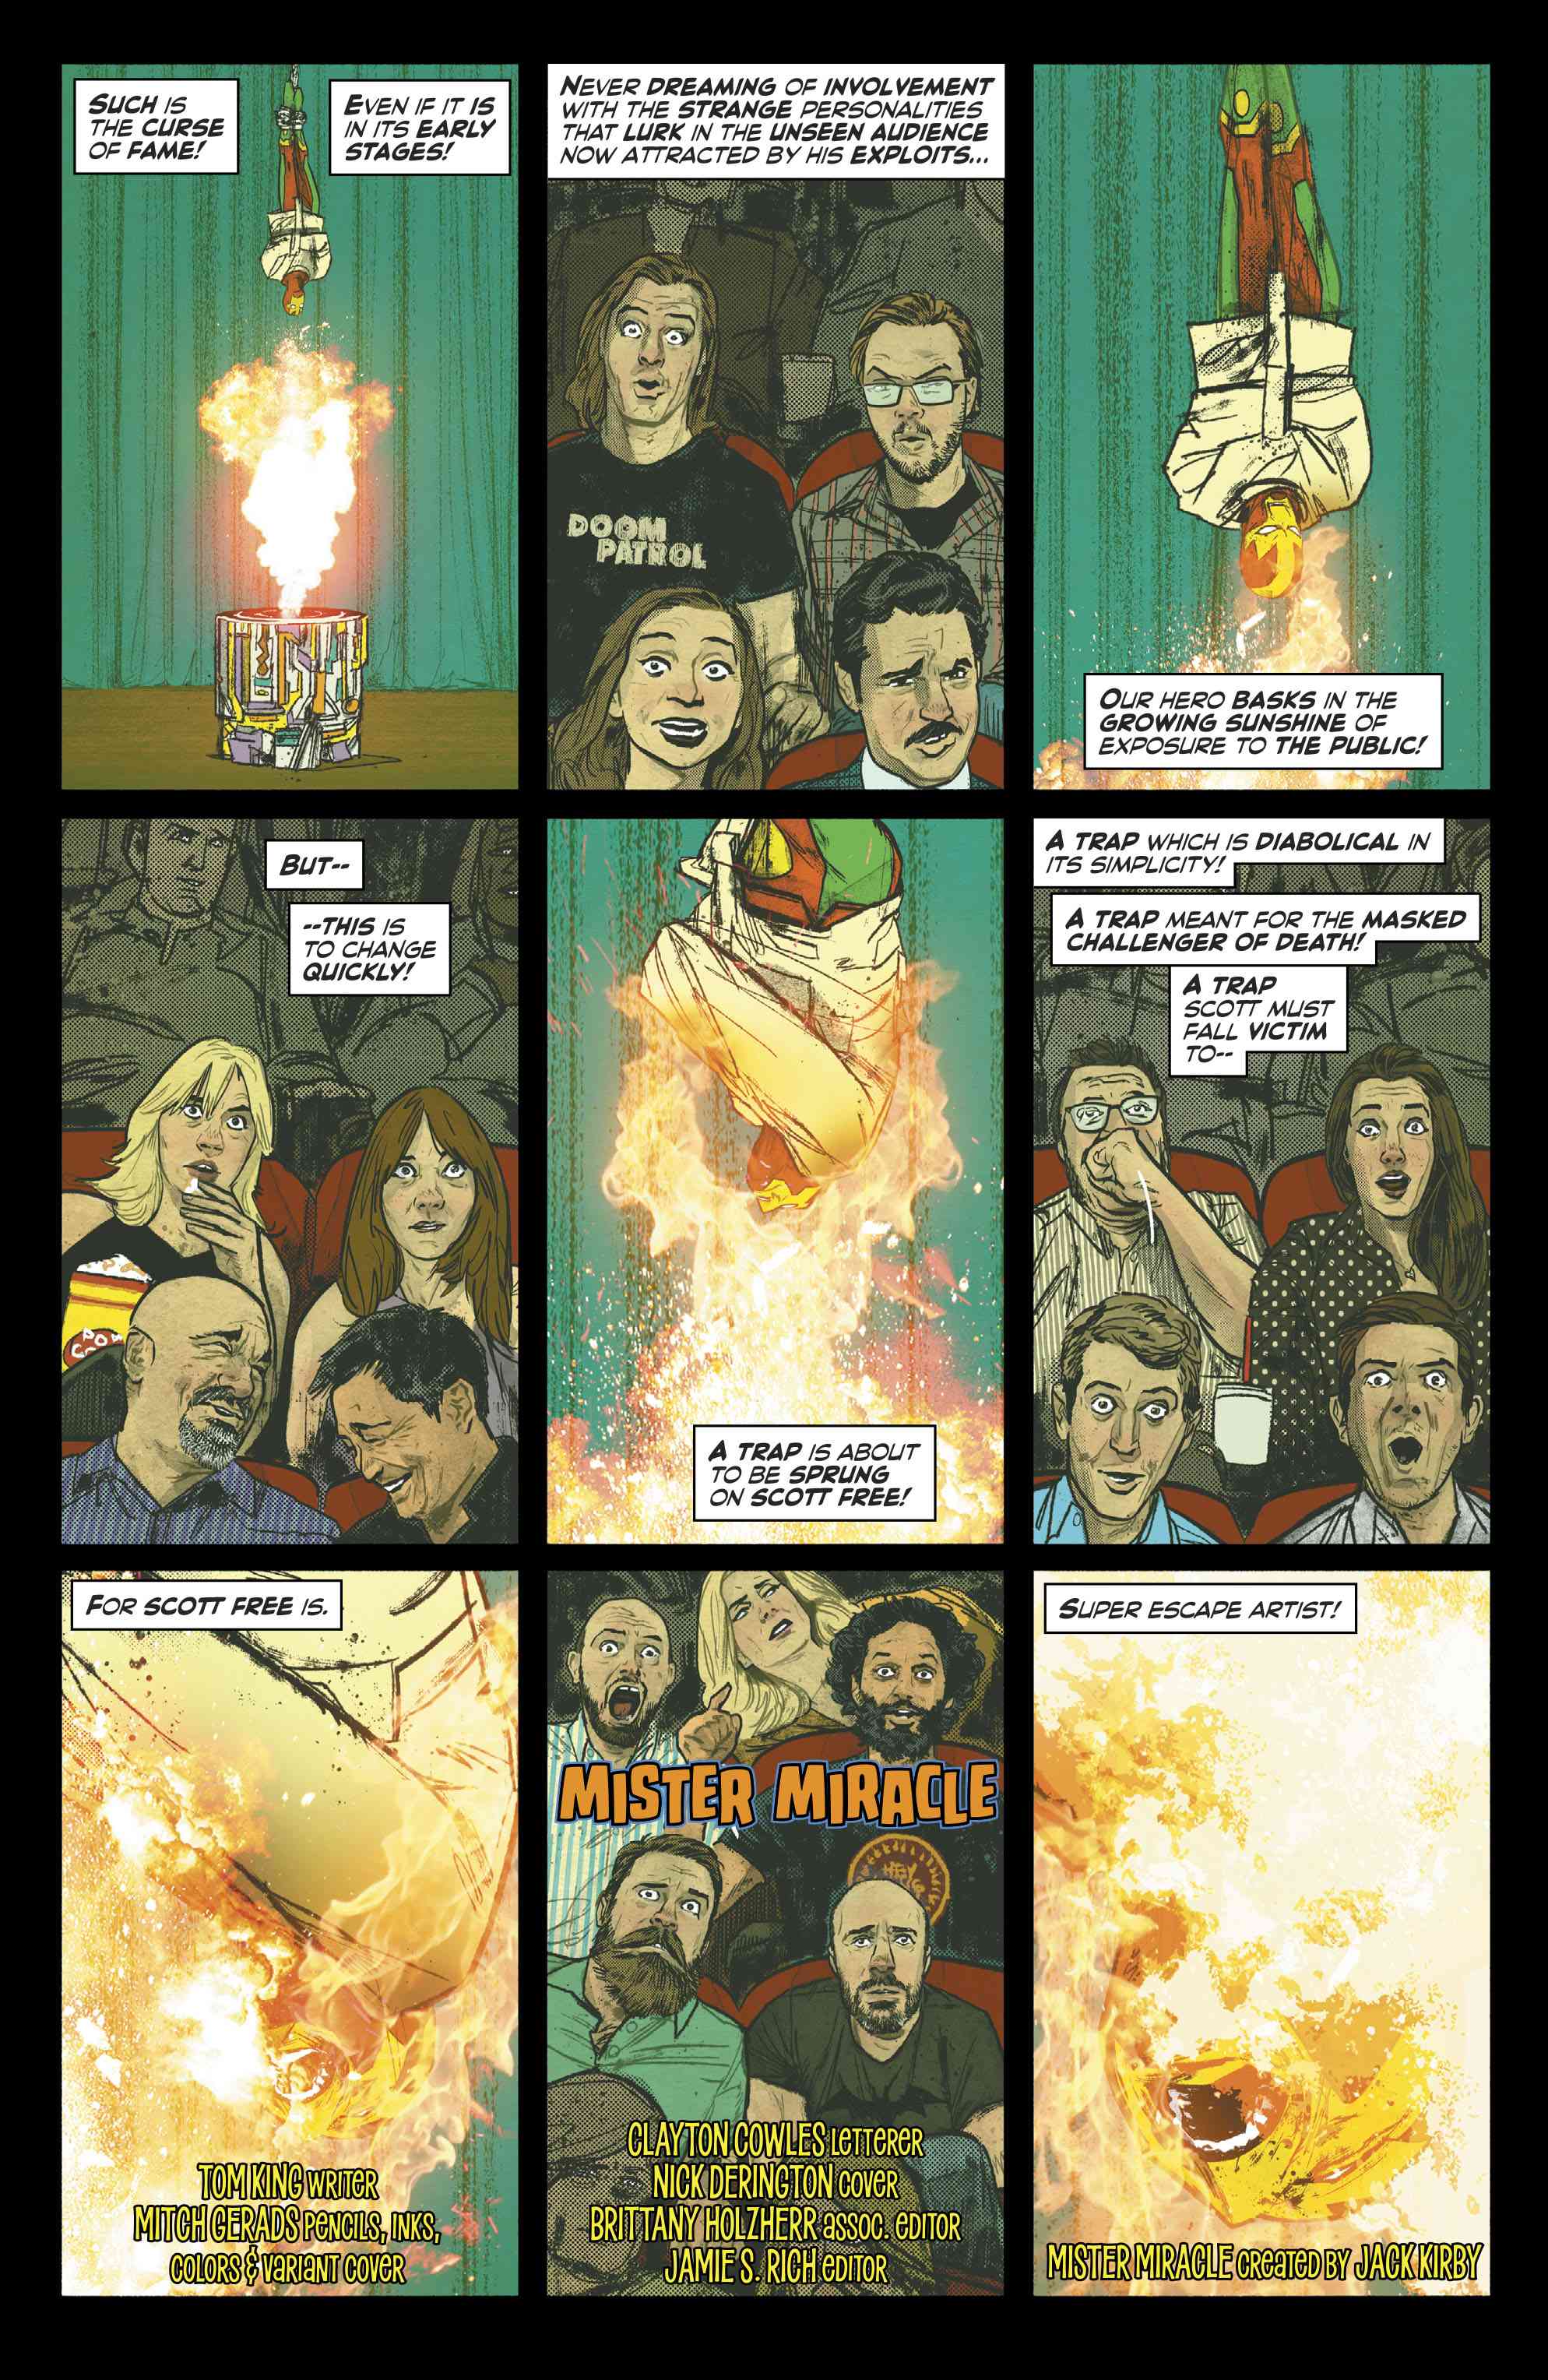 SUCH IS
THE CURSE
OF FAME!
EVEN IF IT IS
IN ITS EARLY
STAGES!
NEVER DREAMING OF INVOLVEMENT
WITH THE STRANGE PERSONALITIES
THAT LURK IN THE UNSEEN AUDIENCE
NOW ATTRACTED BY HIS EXPLOITS...
DOOM
PATROL
OUR HERO BASKS IN THE
GROWING SUNSHINE OF
EXPOSURE TO THE PUBLIC!
BUT--
--THIS IS
TO CHANGE
QUICKLY!
A TRAP IS ABOUT
TO BE SPRUNG
ON SCOTT FREE!
A TRAP WHICH IS DIABOLICAL IN
ITS SIMPLICITY!
A TRAP MEANT FOR THE MASKED
CHALLENGER OF DEATH!
A TRAP
SCOTT MUST
FALL VICTIM
TO--
FOR SCOTT FREE IS.
TOM KING WRITER
MITCH GERADS PENCILS, INKS,
COLORS & VARIANT COVER
MISTER MIRACLE
CLAYTON COWLES LETTERER
NICK DERINGTON COVER
BRITTANY HOLZHERR ASSOC. EDITOR
JAMIE S. RICH EDITOR
SUPER ESCAPE ARTIST!
MISTER MIRACLE CREATED BY JACK KIRBY